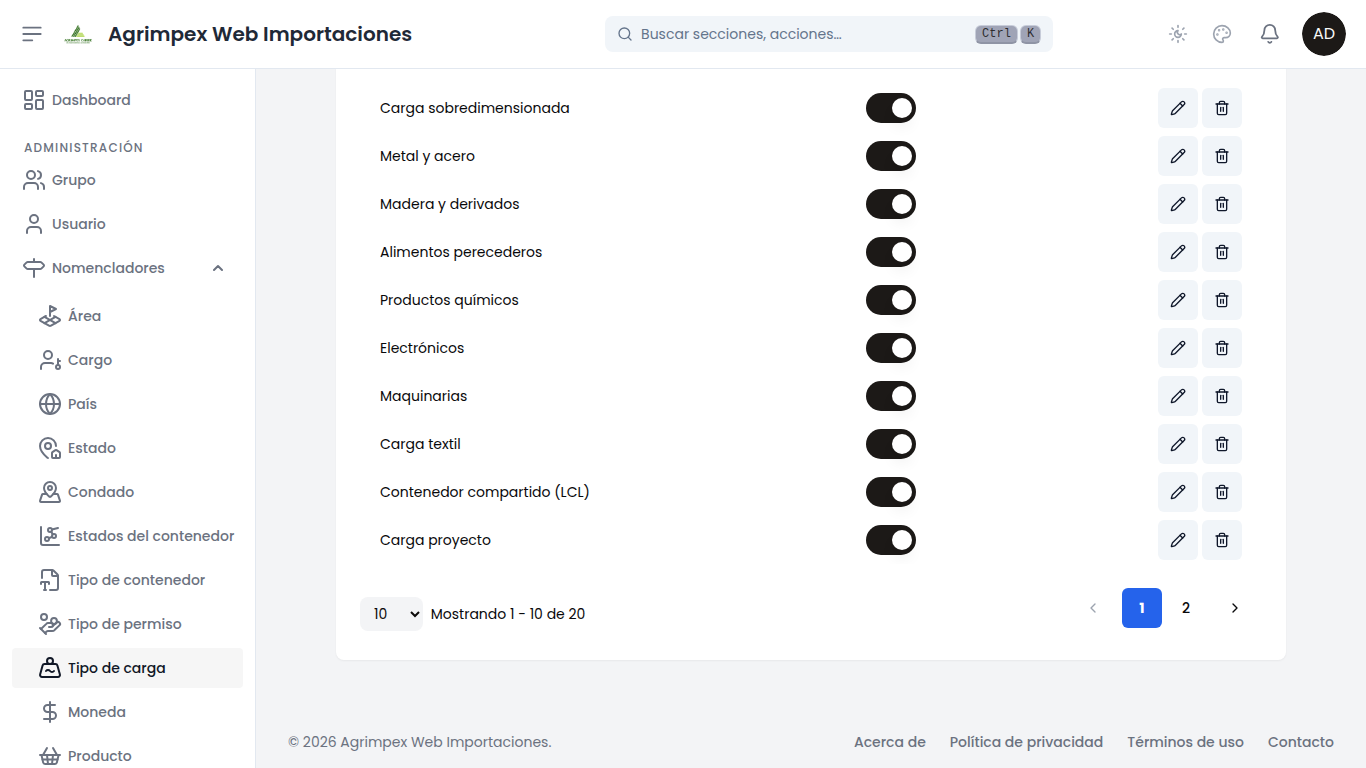 Agrimpex Web Importaciones
Buscar secciones, acciones...
Ctrl K
AD
Dashboard
ADMINISTRACIÓN
Grupo
Usuario
Nomencladores
Área
Cargo
País
Estado
Condado
Estados del contenedor
Tipo de contenedor
Tipo de permiso
Tipo de carga
Moneda
Producto
Carga sobredimensionada
Metal y acero
Madera y derivados
Alimentos perecederos
Productos químicos
Electrónicos
Maquinarias
Carga textil
Contenedor compartido (LCL)
Carga proyecto
10 Mostrando 1 - 10 de 20
1 2
© 2026 Agrimpex Web Importaciones.
Acerca de Política de privacidad Términos de uso Contacto